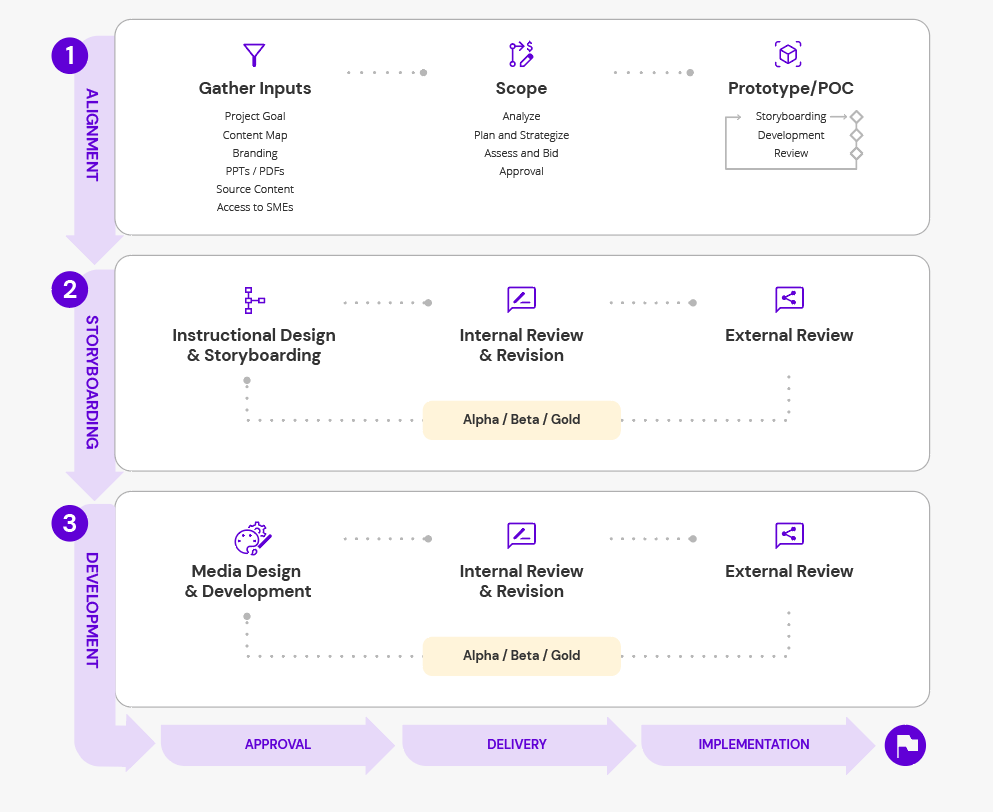 1
ALIGNMENT
Gather Inputs
Project Goal
Content Map
Branding
PPTs / PDFs
Source Content
Access to SMEs
Scope
Analyze
Plan and Strategize
Assess and Bid
Approval
Prototype/POC
Storyboarding
Development
Review
2
STORYBOARDING
Instructional Design
& Storyboarding
Internal Review
& Revision
External Review
Alpha / Beta / Gold
3
DEVELOPMENT
Media Design
& Development
Internal Review
& Revision
External Review
Alpha / Beta / Gold
APPROVAL
DELIVERY
IMPLEMENTATION